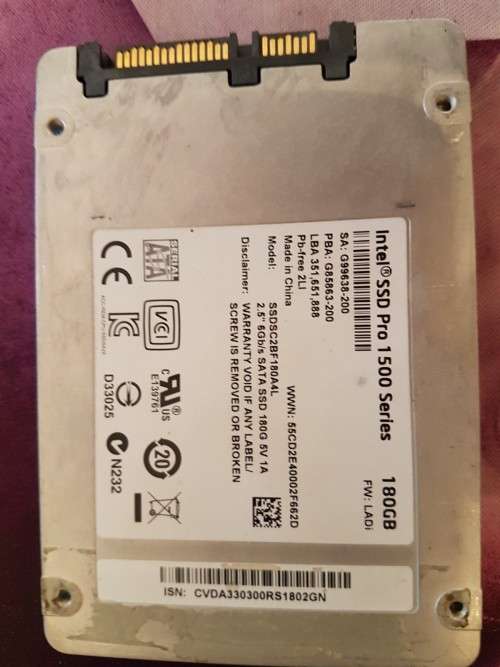 Intel® SSD Pro 1500 Series 180GB
FW: LADi
SA: G99638-200
PBA: G85863-200
LBA 351,651,888
WWN: 55CD2E40002F662D
Pb-free 2LI
Made in China
Model: SSDSC2BF180A4L
2.5" 6Gb/s SATA SSD 180G 5V 1A
Disclaimer: WARRANTY VOID IF ANY LABEL/
SCREW IS REMOVED OR BROKEN
SERIAL
ATA
VCI
c UL US
E139761
20
CE
D33025
N232
ISN: CVDA330300RS1802GN